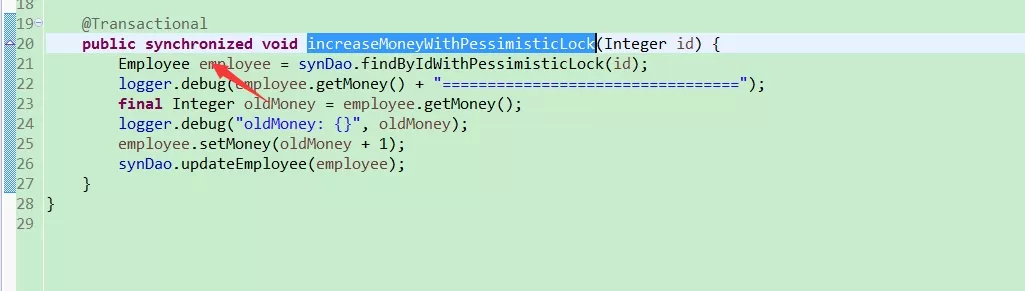 18
19 @Transactional
20 public synchronized void increaseMoneyWithPessimisticLock(Integer id) {
21 Employee employee = synDao.findByIdWithPessimisticLock(id);
22 logger.debug(employee.getMoney() + "==================================");
23 final Integer oldMoney = employee.getMoney();
24 logger.debug("oldMoney: {}", oldMoney);
25 employee.setMoney(oldMoney + 1);
26 synDao.updateEmployee(employee);
27 }
28 }
29